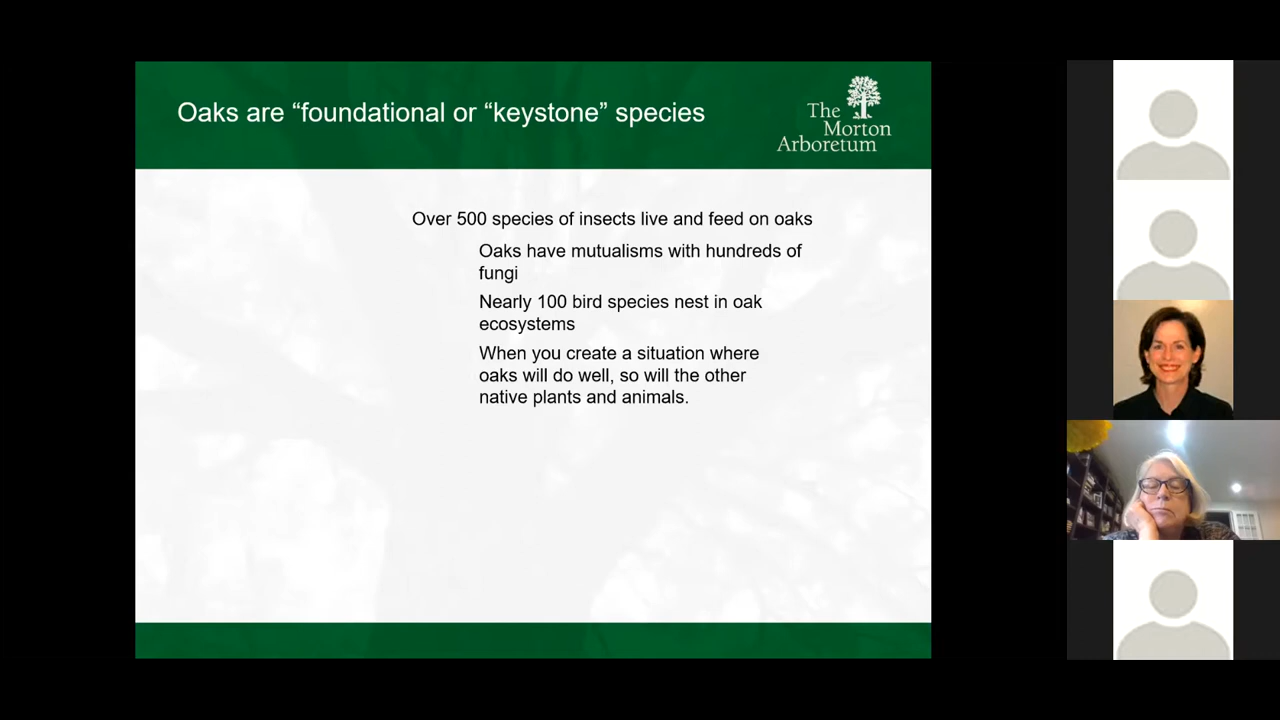 Oaks are “foundational or “keystone” species
The
Morton
Arboretum
Over 500 species of insects live and feed on oaks
Oaks have mutualisms with hundreds of
fungi
Nearly 100 bird species nest in oak
ecosystems
When you create a situation where
oaks will do well, so will the other
native plants and animals.